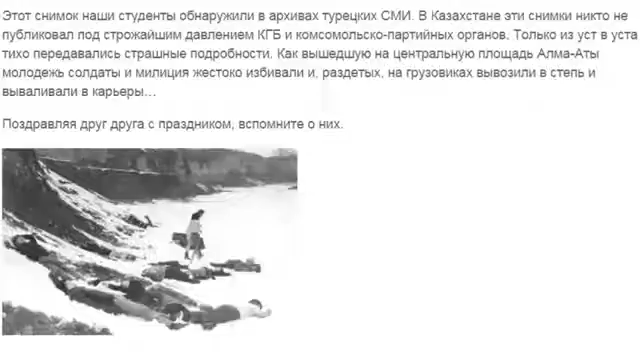 Этот снимок наши студенты обнаружили в архивах турецких СМИ. В Казахстане эти снимки никто не
публиковал под строжайшим давлением КГБ и комсомольско-партийных органов. Только из уст в уста
тихо передавались страшные подробности. Как вышедшую на центральную площадь Алма-Аты
молодежь солдаты и милиция жестоко избивали и, раздетых, на грузовиках вывозили в степь и
вываливали в карьеры…
Поздравляя друг друга с праздником, вспомните о них.